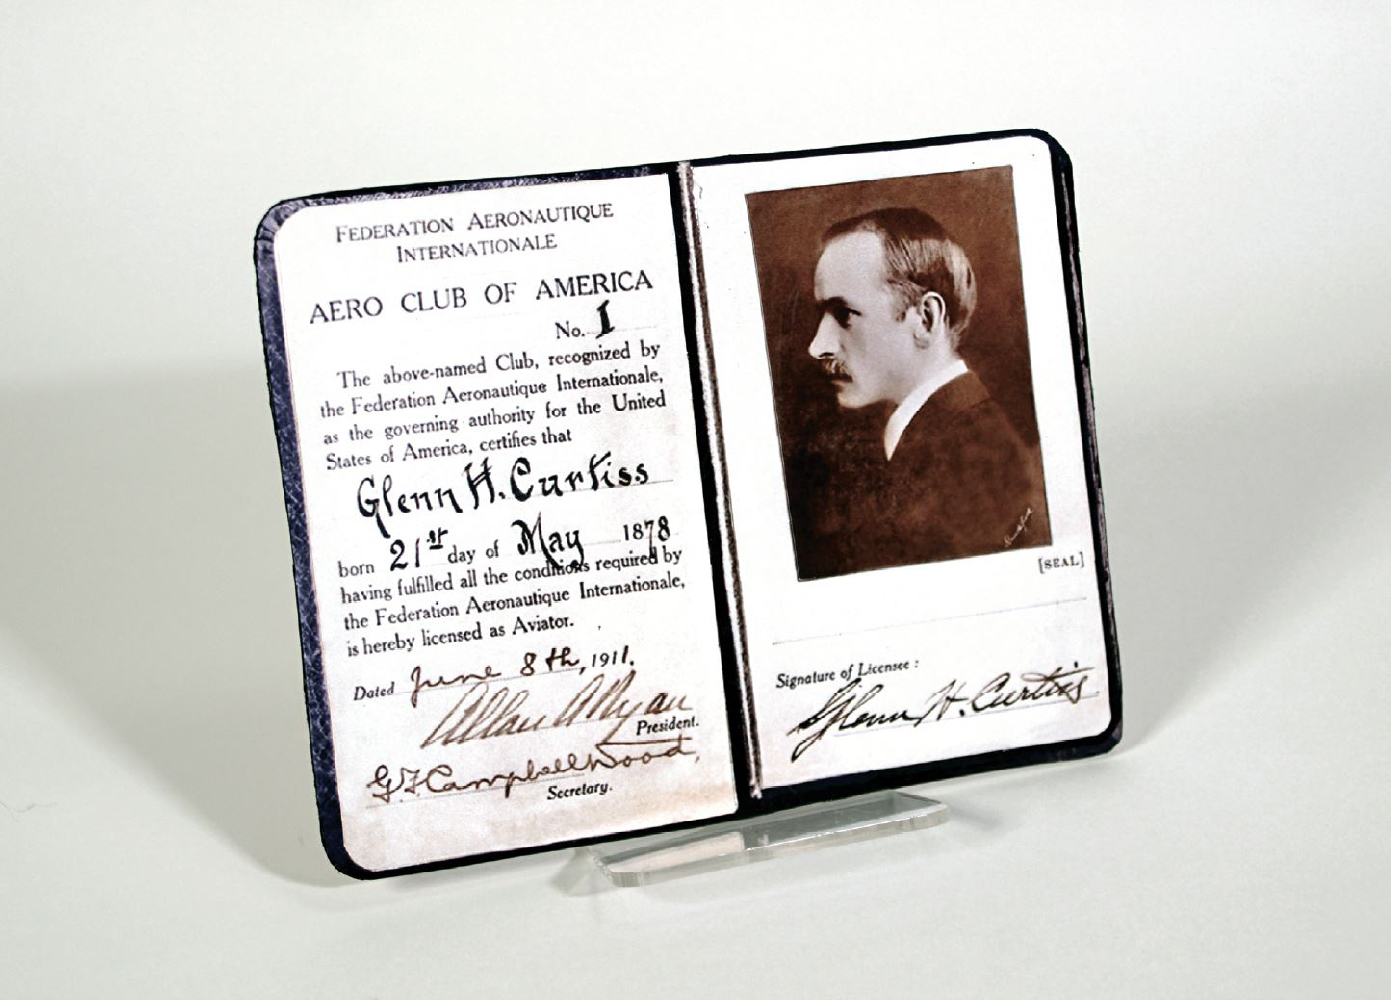 FEDERATION AERONAUTIQUE
INTERNATIONALE
AERO CLUB OF AMERICA
No. 1
The above-named Club, recognized by
the Federation Aeronautique Internationale,
as the governing authority for the United
States of America, certifies that
Glenn H. Curtiss
born 21st day of May 1878
having fulfilled all the conditions required by
the Federation Aeronautique Internationale,
is hereby licensed as Aviator.
Dated June 8th, 1911.
Allan A Ryan
President.
G.F. Campbell Wood,
Secretary.
[SEAL]
Signature of Licensee :
Glenn H. Curtiss